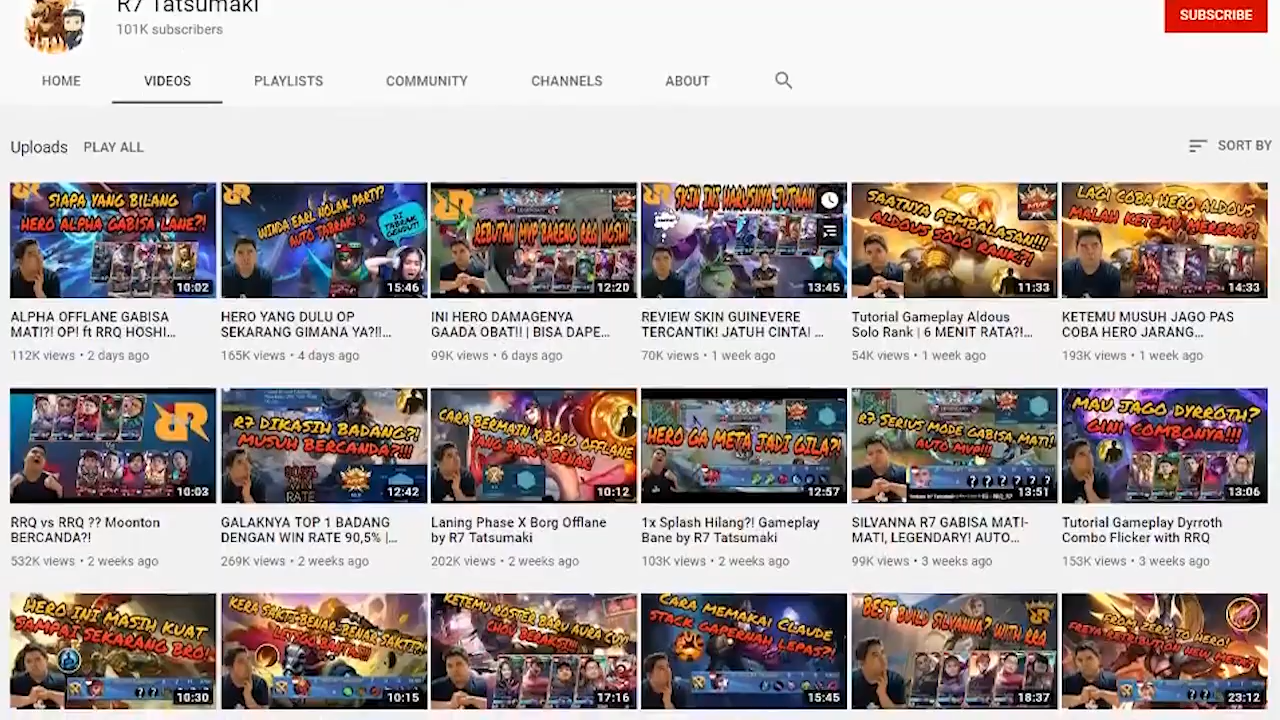 R7 Tatsumaki
101K subscribers
SUBSCRIBE
HOME
VIDEOS
PLAYLISTS
COMMUNITY
CHANNELS
ABOUT
Uploads
PLAY ALL
SORT BY
SIAPA YANG BILANG
HERO ALPHA GABISA LANE?!
10:02
WINDA EARL NOLAK PARTY?
AUTO TABRAK!
DI
TABRAK
GENDUT!
15:46
REBUTAN MVP BARENG RRQ HOSHI!
12:20
SKIN INI HARUSNYA JUTAAN
13:45
SAATNYA PEMBALASAN!!!
ALDOUS SOLO RANK?!
11:33
LAGI COBA HERO ALDOUS
MALAH KETEMU MEREKA?!
14:33
ALPHA OFFLANE GABISA
MATI?! OP! ft RRQ HOSHI...
112K views • 2 days ago
HERO YANG DULU OP
SEKARANG GIMANA YA?!!...
165K views • 4 days ago
INI HERO DAMAGENYA
GAADA OBAT!! | BISA DAPE...
99K views • 6 days ago
REVIEW SKIN GUINEVERE
TERCANTIK! JATUH CINTA! ...
70K views • 1 week ago
Tutorial Gameplay Aldous
Solo Rank | 6 MENIT RATA?!...
54K views • 1 week ago
KETEMU MUSUH JAGO PAS
COBA HERO JARANG...
193K views • 1 week ago
10:03
R7 DIKASIH BADANG?!
MUSUH BERCANDA?!!!
12:42
CARA BERMAIN X BORG OFFLANE
YANG BAIK + BENAR!
10:12
HERO GA META JADI GILA?!
12:57
R7 SERIUS MODE GABISA MATI!
AUTO MVP!!!
13:51
MAU JAGO DYRROTH?
GINI COMBONYA!!!
13:06
RRQ vs RRQ ?? Moonton
BERCANDA?!
532K views • 2 weeks ago
GALAKNYA TOP 1 BADANG
DENGAN WIN RATE 90,5% |...
269K views • 2 weeks ago
Laning Phase X Borg Offlane
by R7 Tatsumaki
202K views • 2 weeks ago
1x Splash Hilang?! Gameplay
Bane by R7 Tatsumaki
103K views • 2 weeks ago
SILVANNA R7 GABISA MATI-
MATI, LEGENDARY! AUTO...
99K views • 3 weeks ago
Tutorial Gameplay Dyrroth
Combo Flicker with RRQ
153K views • 3 weeks ago
HERO INI MASIH KUAT
SAMPAI SEKARANG BRO!
10:30
KERA SAKTI BENAR BENAR SAKTI?!
10:15
KETEMU ROSTER BARU AURA CUY
CHOU BERAKSI!!
17:16
CARA MEMAKAI CLAUDE
STACK GAPERNAH LEPAS?!
15:45
BEST BUILD SILVANNA? WITH RRQ
18:37
FROM ZERO TO HERO!
FREYA RETRIBUTION NEW META?!
23:12